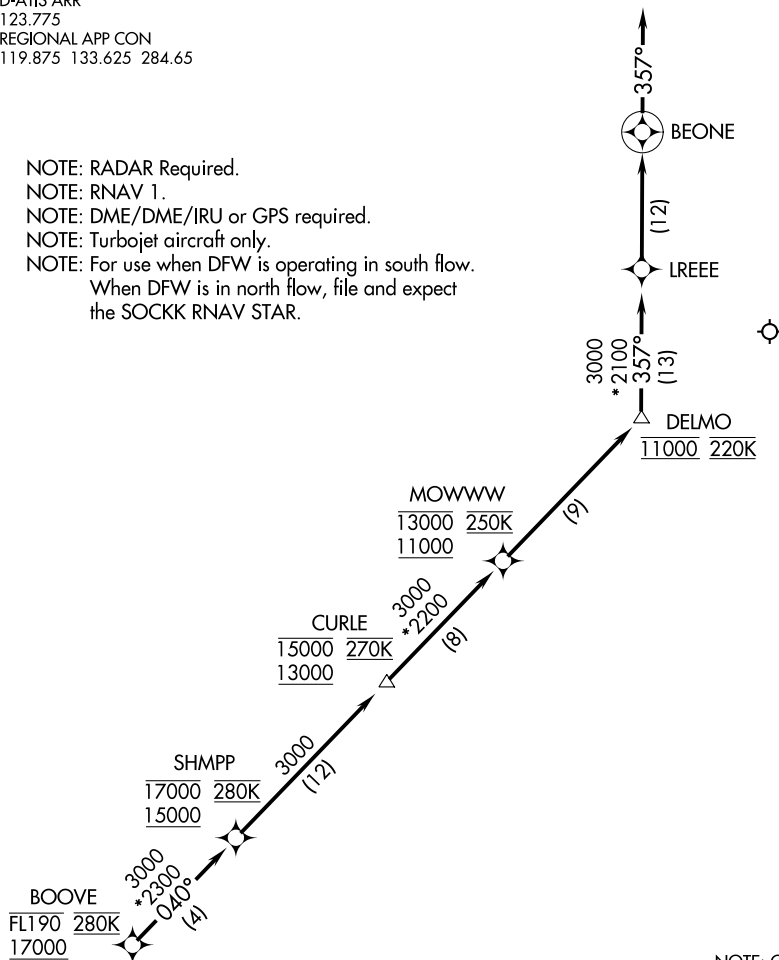 D-ATIS ARR
123.775
REGIONAL APP CON
119.875 133.625 284.65
357°
BEONE
NOTE: RADAR Required.
NOTE: RNAV 1.
NOTE: DME/DME/IRU or GPS required.
NOTE: Turbojet aircraft only.
NOTE: For use when DFW is operating in south flow.
When DFW is in north flow, file and expect
the SOCKK RNAV STAR.
(12)
LREEE
3000
*2100
357°
(13)
DELMO
11000 220K
MOWWW
13000 250K
11000
(9)
3000
*2200
(8)
CURLE
15000 270K
13000
3000
(12)
SHMPP
17000 280K
15000
3000
*2300
040°
(4)
BOOVE
FL190 280K
17000